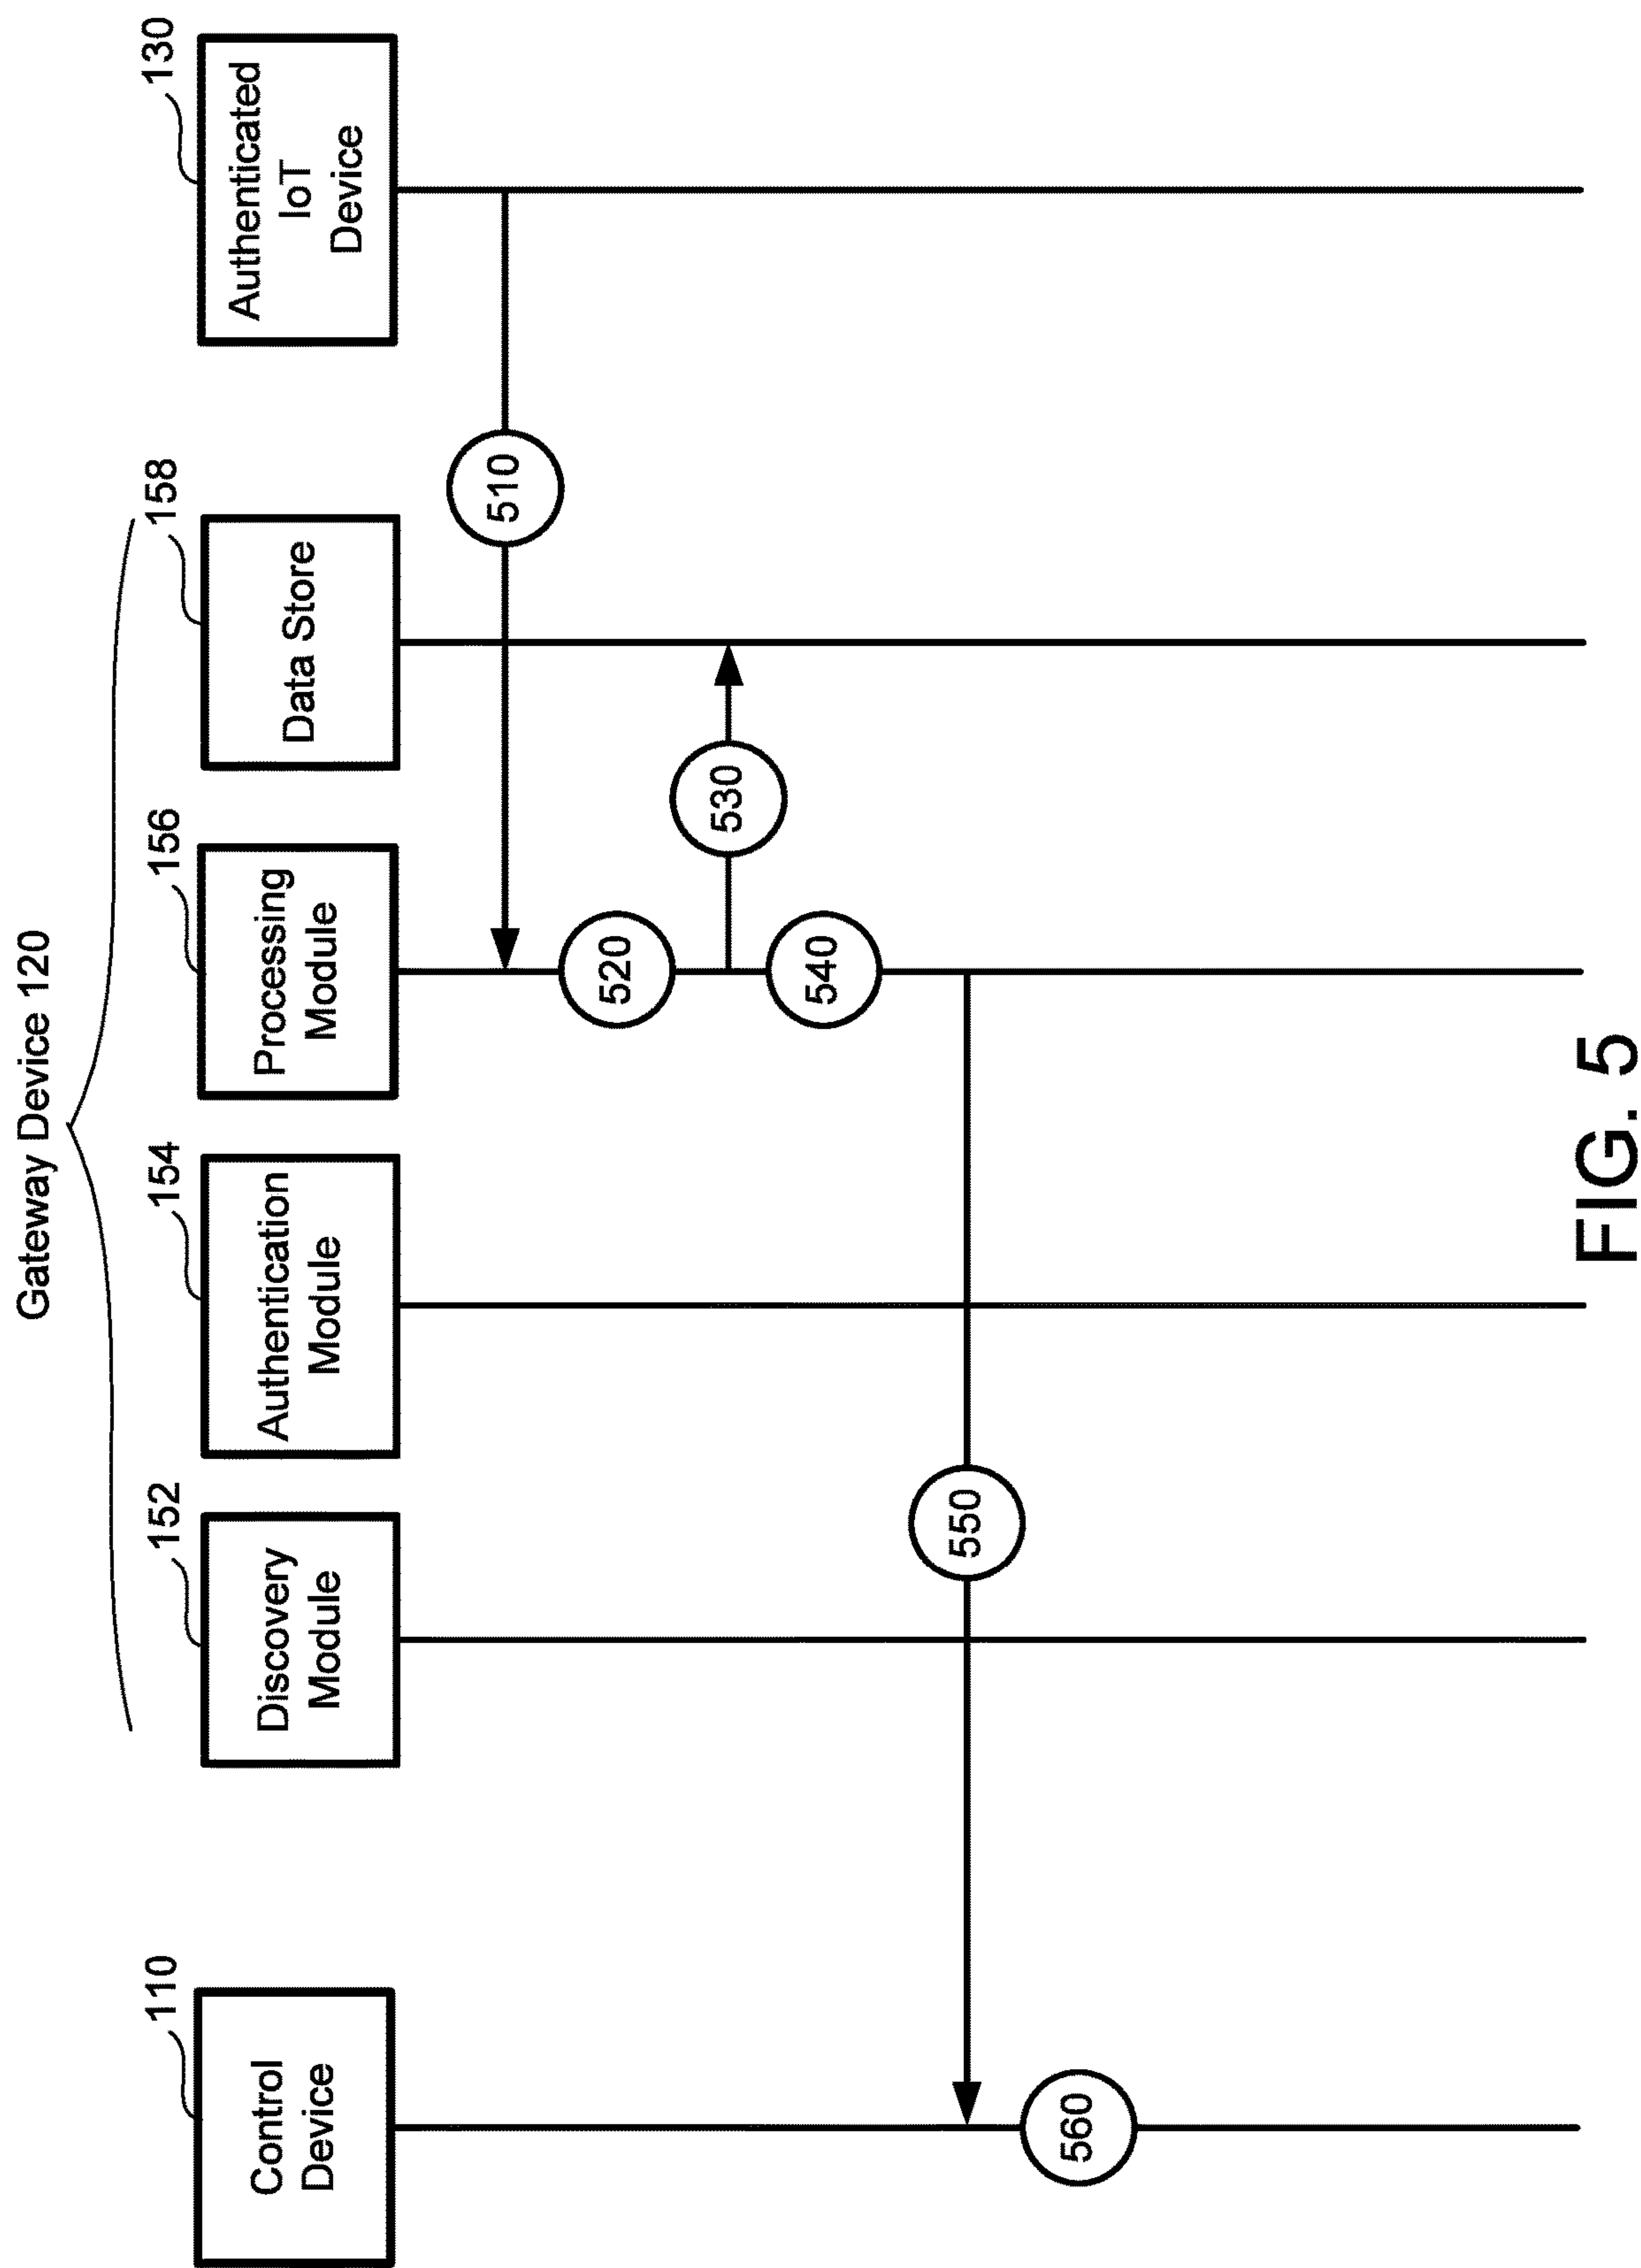 Gateway Device 120
110
152
154
156
158
130
Control
Device
Discovery
Module
Authentication
Module
Processing
Module
Data Store
Authenticated
IoT
Device
510
520
530
540
550
560
FIG. 5